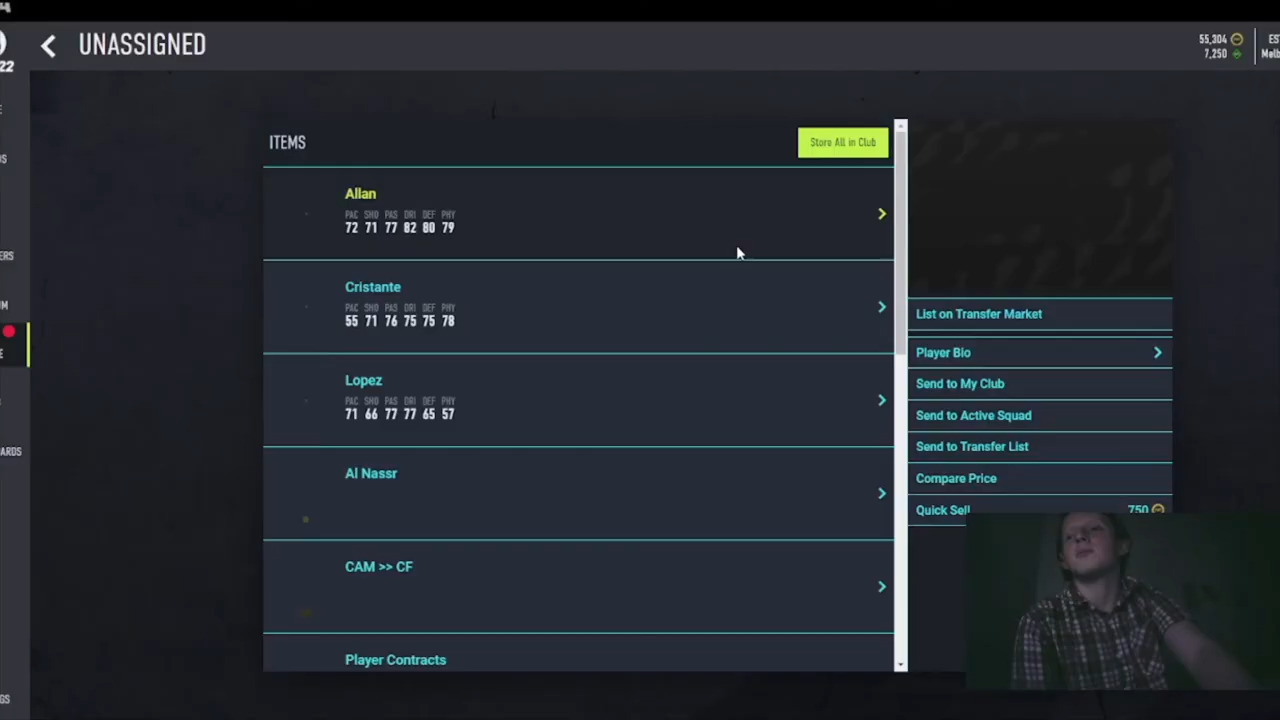 UNASSIGNED
55,304
7,250
22
ITEMS
Store All in Club
Allan
PAC SHO PAS DRI DEF PHY
72 71 77 82 80 79
Cristante
PAC SHO PAS DRI DEF PHY
55 71 76 75 75 78
Lopez
PAC SHO PAS DRI DEF PHY
71 66 77 77 65 57
Al Nassr
CAM >> CF
Player Contracts
List on Transfer Market
Player Bio
Send to My Club
Send to Active Squad
Send to Transfer List
Compare Price
Quick Sell 750